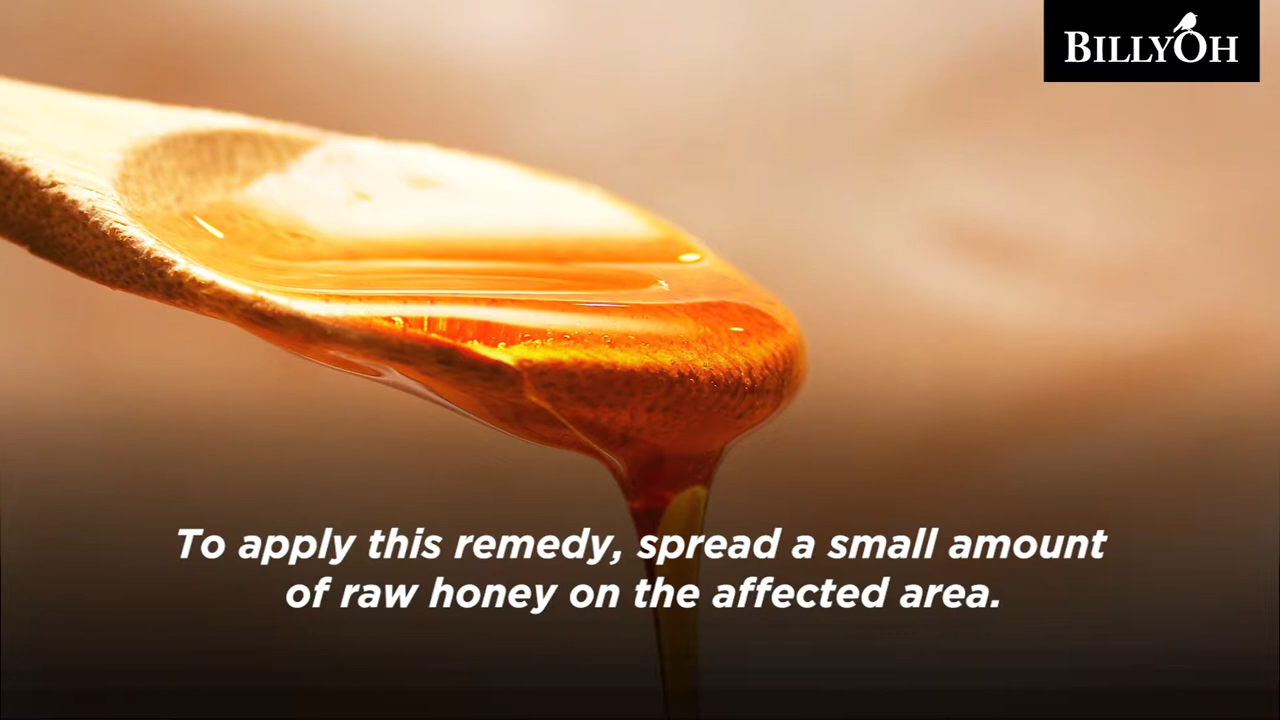 BILLYOH
To apply this remedy, spread a small amount
of raw honey on the affected area.